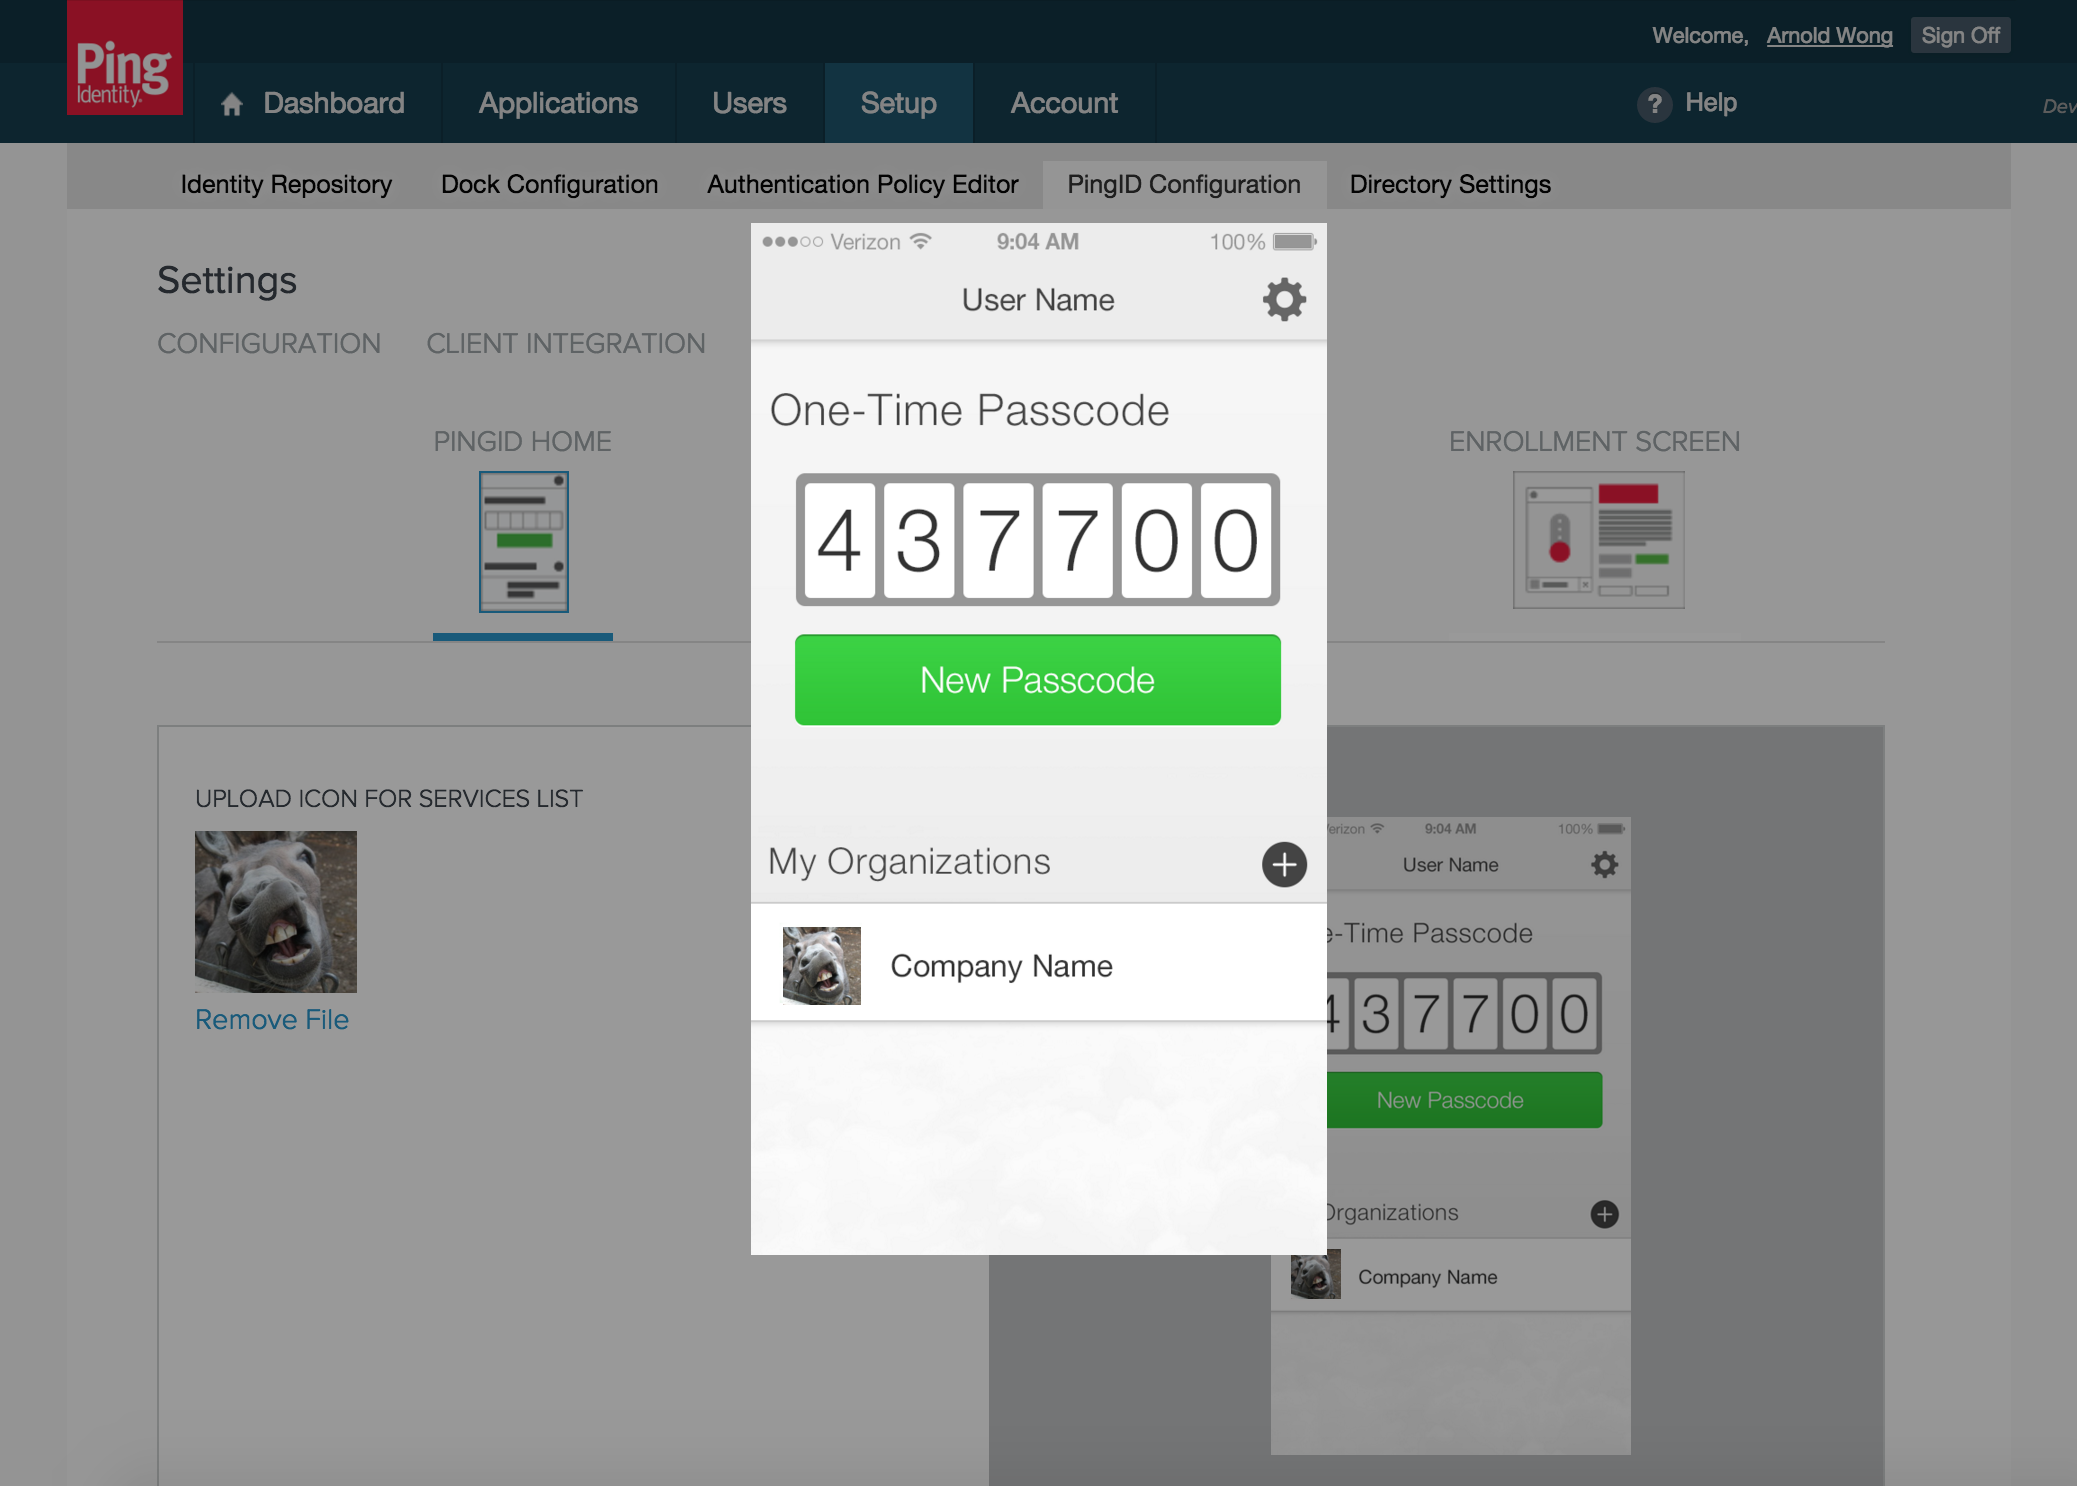 Ping
Identity
Welcome, Arnold Wong Sign Off
Dashboard Applications Users Setup Account ? Help Dev
Identity Repository Dock Configuration Authentication Policy Editor PingID Configuration Directory Settings
Settings
CONFIGURATION CLIENT INTEGRATION
PINGID HOME
ENROLLMENT SCREEN
UPLOAD ICON FOR SERVICES LIST
Remove File
Verizon 9:04 AM 100%
User Name
One-Time Passcode
4 3 7 7 0 0
New Passcode
My Organizations
Company Name
erizon 9:04 AM 100%
User Name
e-Time Passcode
4 3 7 7 0 0
New Passcode
Organizations
Company Name